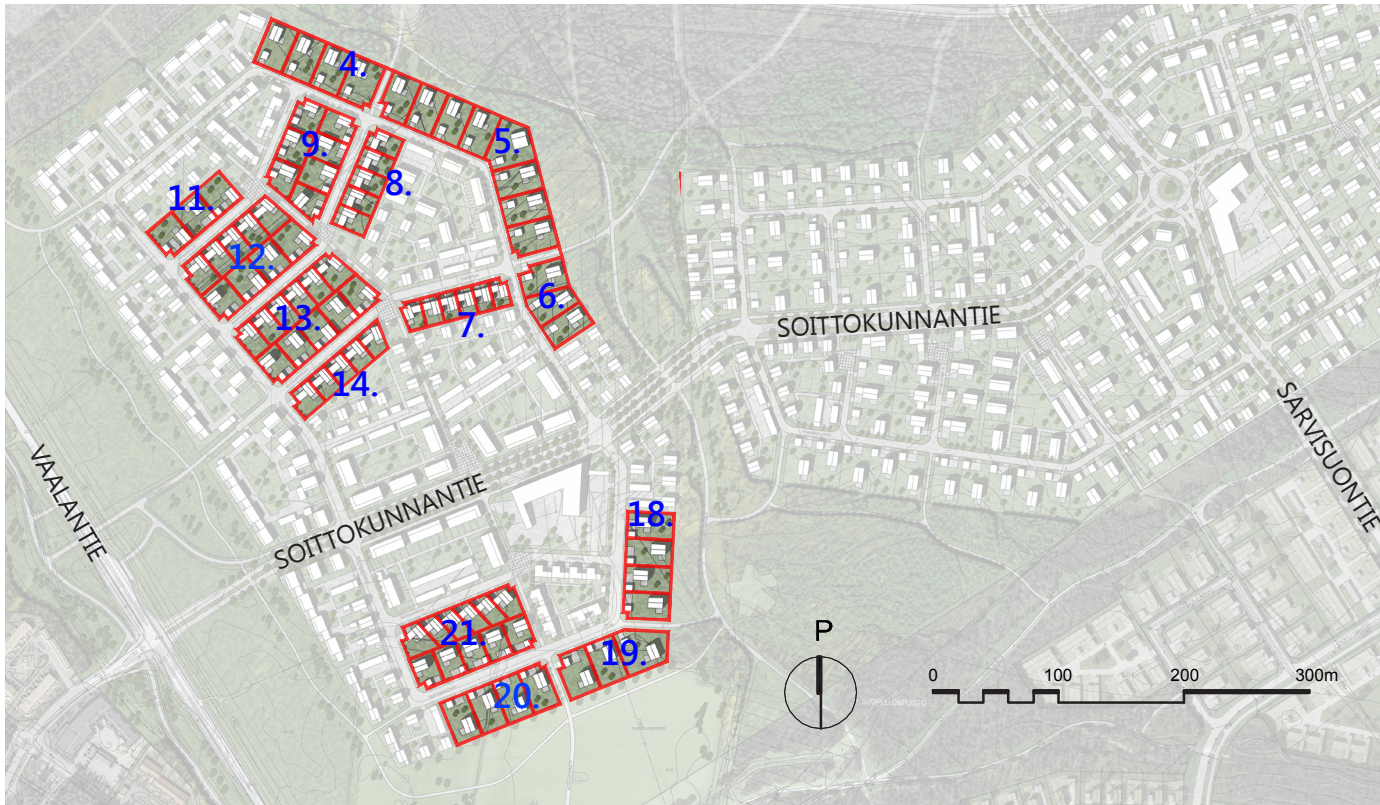 4.
5.
9.
8.
11.
12.
6.
13.
7.
14.
SOITTOKUNNANTIE
SARVISUONTIE
VAALANTIE
SOITTOKUNNANTIE
18.
21.
19.
20.
P
0 100 200 300m